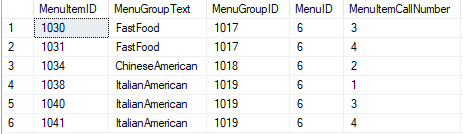 MenuItemID MenuGroupText MenuGroupID MenuID MenuItemCallNumber
1 1030 FastFood 1017 6 3
2 1031 FastFood 1017 6 4
3 1034 ChineseAmerican 1018 6 2
4 1038 ItalianAmerican 1019 6 1
5 1040 ItalianAmerican 1019 6 3
6 1041 ItalianAmerican 1019 6 4